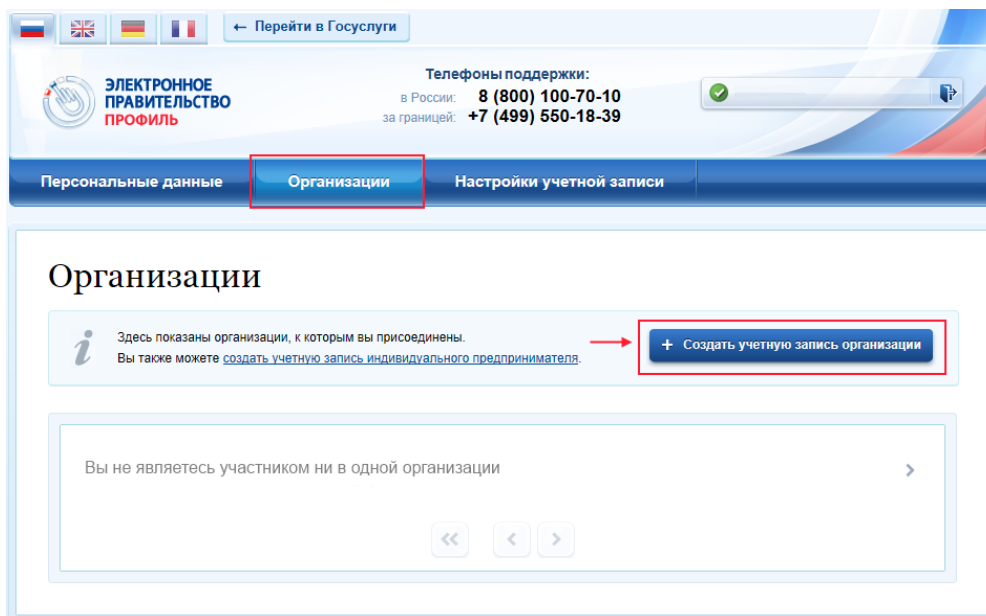 ← Перейти в Госуслуги
ЭЛЕКТРОННОЕ
ПРАВИТЕЛЬСТВО
ПРОФИЛЬ
Телефоны поддержки:
в России: 8 (800) 100-70-10
за границей: +7 (499) 550-18-39
Персональные данные Организации Настройки учетной записи
Организации
Здесь показаны организации, к которым вы присоединены.
Вы также можете создать учетную запись индивидуального предпринимателя.
+ Создать учетную запись организации
Вы не являетесь участником ни в одной организации